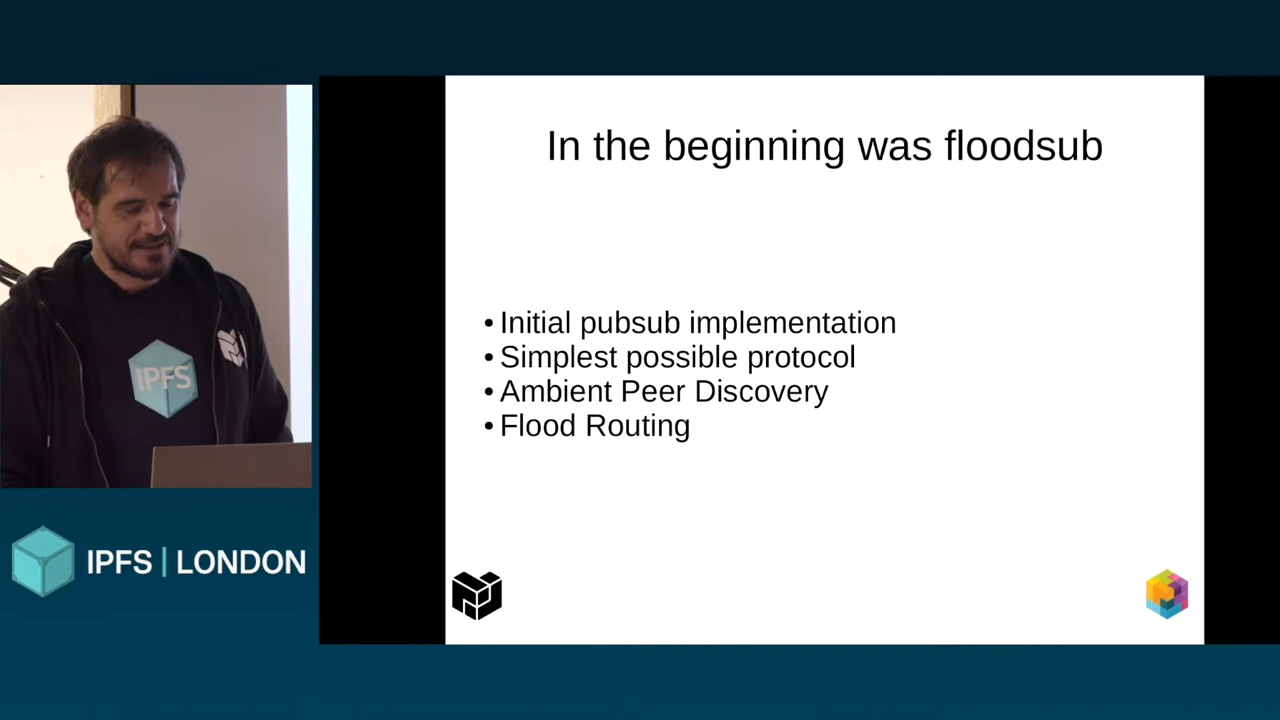 In the beginning was floodsub
• Initial pubsub implementation
• Simplest possible protocol
• Ambient Peer Discovery
• Flood Routing
IPFS
IPFS | LONDON